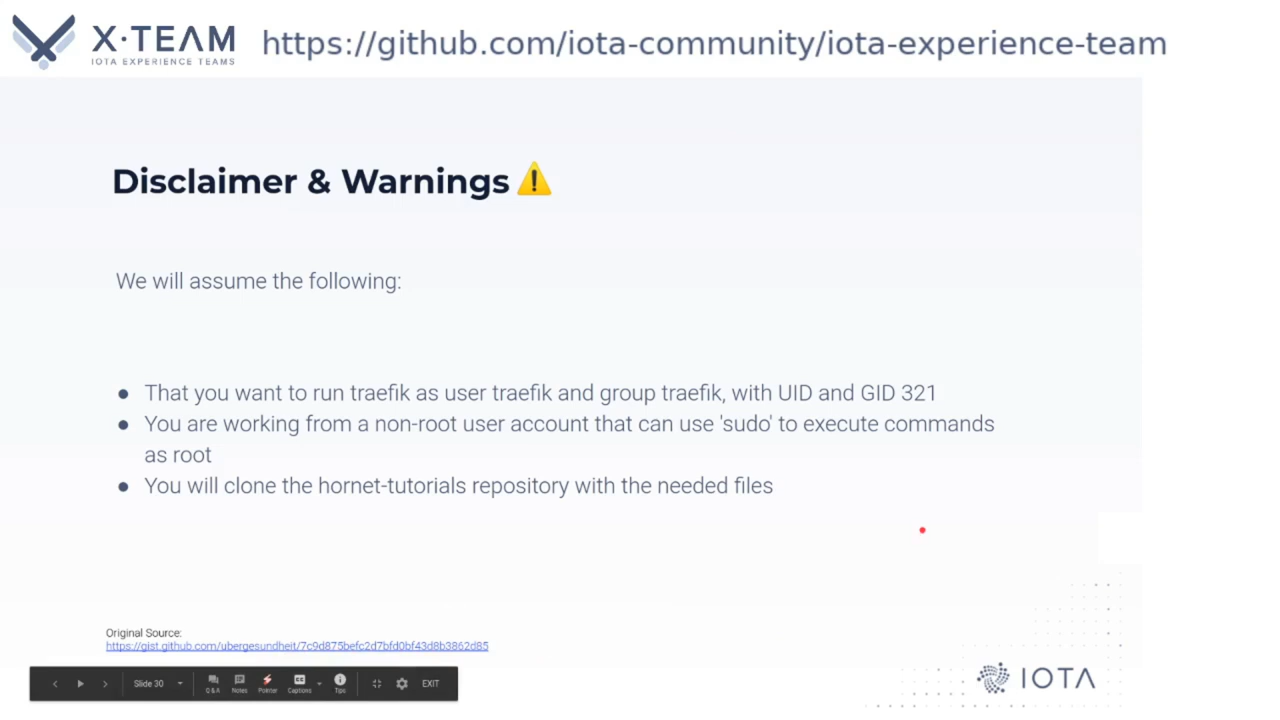 X·TEAM
IOTA EXPERIENCE TEAMS
https://github.com/iota-community/iota-experience-team
Disclaimer & Warnings ⚠️
We will assume the following:
● That you want to run traefik as user traefik and group traefik, with UID and GID 321
● You are working from a non-root user account that can use 'sudo' to execute commands
as root
● You will clone the hornet-tutorials repository with the needed files
Original Source:
https://gist.github.com/ubergesundheit/7c9d875befc2d7bfd0bf43d8b3862d85
Slide 30
Q&A
Notes
Pointer
Captions
Tips
EXIT
IOTA